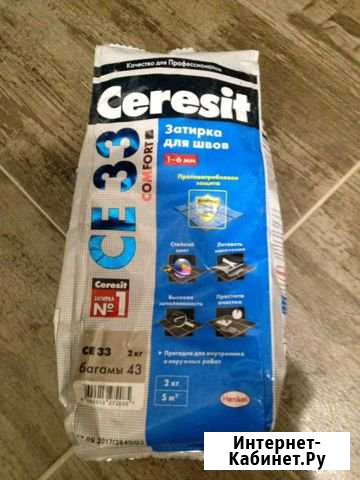 Качество для Профессионалов
Ceresit
CE 33
COMFORT
Затирка
для швов
1-6 мм
Противогрибковая
защита
Стойкий
цвет
Высокая
заполняемость
Простота
очистки
Ceresit
ЗАТИРКА
№1
Пригодна для внутренних
и наружных работ
CE 33 2 кг
багамы 43
2 кг
5 м²
Henkel
Интернет-
Кабинет.Ру